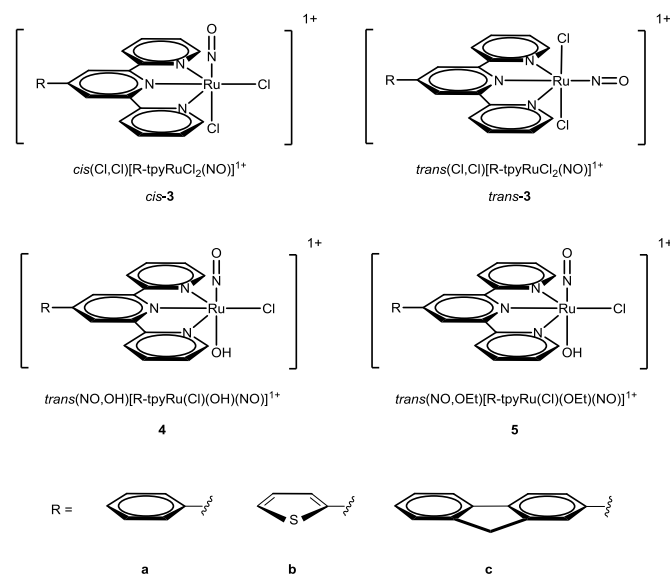 O 1+ 1+
N N Cl
R N Ru Cl R N N Ru N O
N Cl N Cl
cis(Cl,Cl)[R-tpyRuCl₂(NO)]¹⁺ trans(Cl,Cl)[R-tpyRuCl₂(NO)]¹⁺
cis-3 trans-3
O 1+ O 1+
N N N N
R N Ru Cl R N Ru Cl
N OH N OH
trans(NO,OH)[R-tpyRu(Cl)(OH)(NO)]¹⁺ trans(NO,OEt)[R-tpyRu(Cl)(OEt)(NO)]¹⁺
4 5
R =
S
a b c